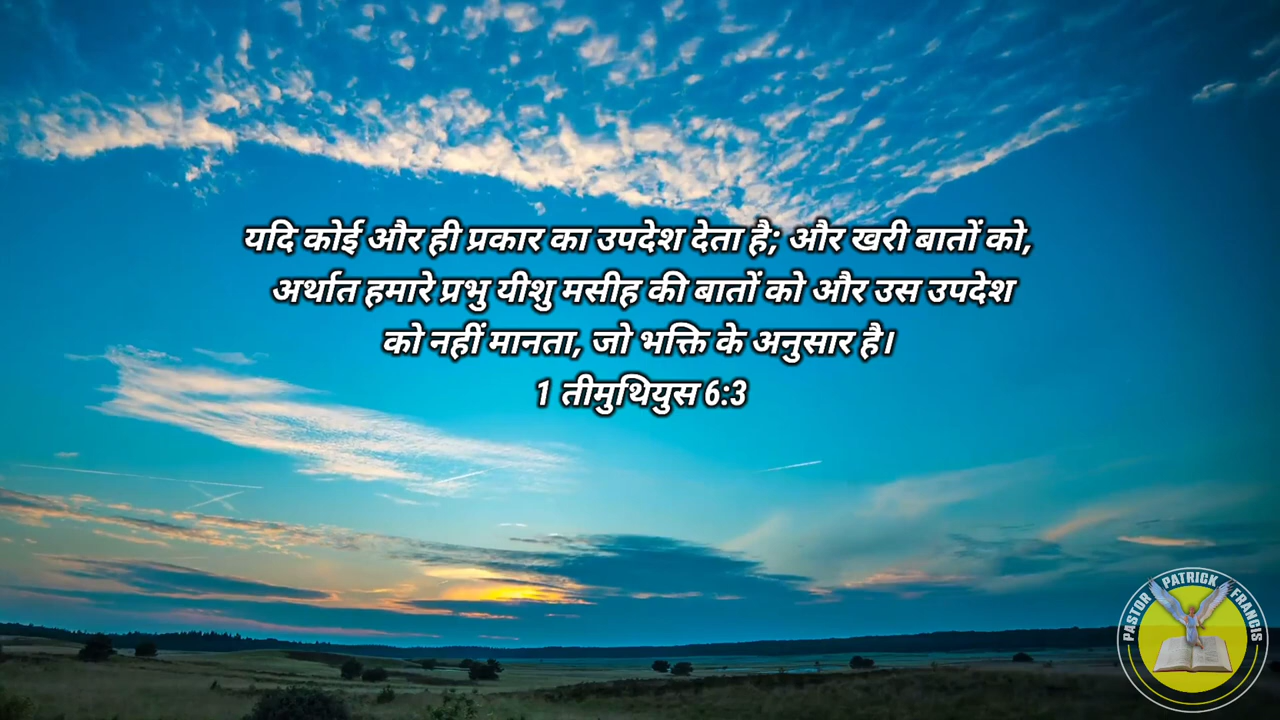 यदि कोई और ही प्रकार का उपदेश देता है; और खरी बातों को,
अर्थात हमारे प्रभु यीशु मसीह की बातों को और उस उपदेश
को नहीं मानता, जो भक्ति के अनुसार है।
1 तीमुथियुस 6:3
PASTOR PATRICK FRANCIS